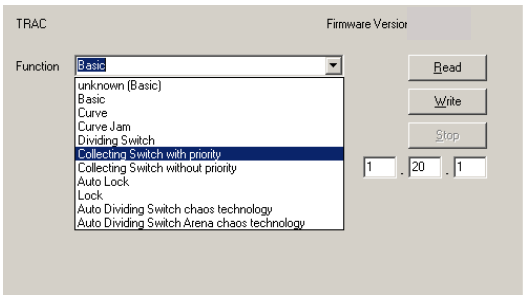 TRAC
Firmware Version
Function
Basic
Read
unknown (Basic)
Basic
Write
Curve
Curve Jam
Dividing Switch
Stop
Collecting Switch with priority
Collecting Switch without priority
1 . 20 . 1
Auto Lock
Lock
Auto Dividing Switch chaos technology
Auto Dividing Switch Arena chaos technology